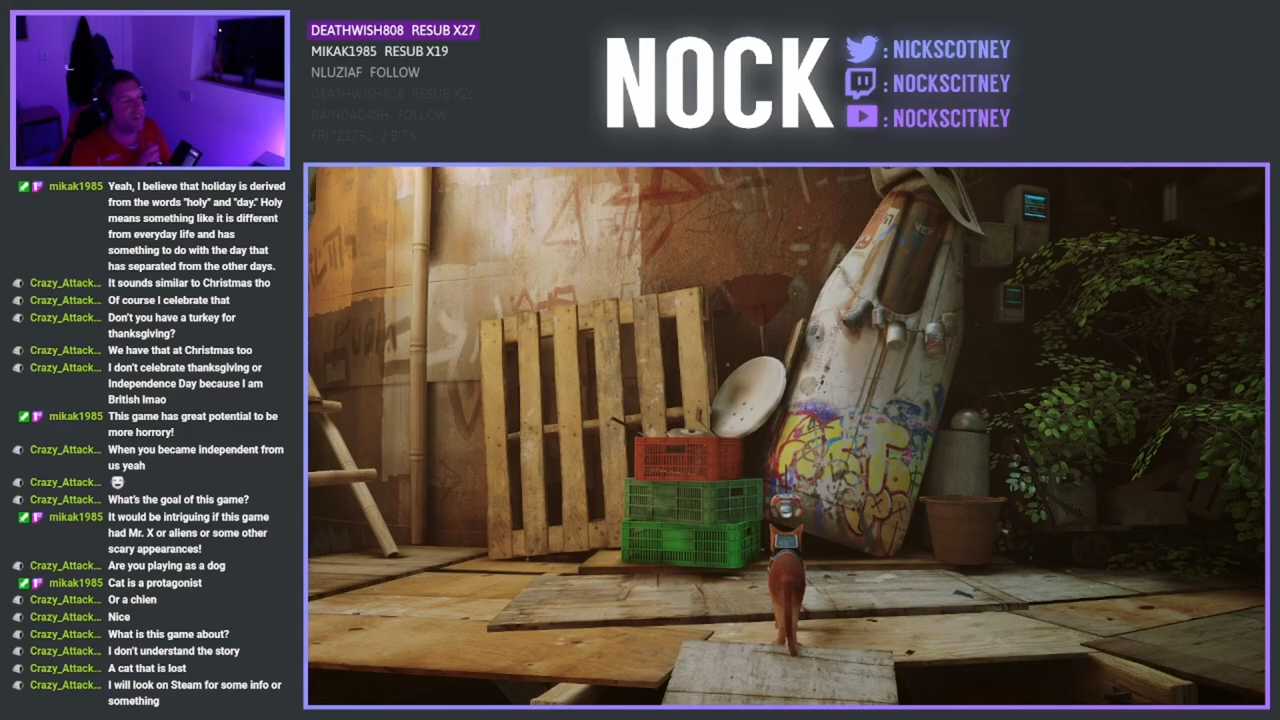 DEATHWISH808 RESUB X27
MIKAK1985 RESUB X19
NLUZIAF FOLLOW
DEATHWISH808 RESUB X26
RAINDACASH FOLLOW
FRITZ1791 2 BITS
NOCK
: NICKSCOTNEY
: NOCKSCITNEY
: NOCKSCITNEY
mikak1985 Yeah, I believe that holiday is derived
from the words "holy" and "day." Holy
means something like it is different
from everyday life and has
something to do with the day that
has separated from the other days.
Crazy_Attack... It sounds similar to Christmas tho
Crazy_Attack... Of course I celebrate that
Crazy_Attack... Don't you have a turkey for
thanksgiving?
Crazy_Attack... We have that at Christmas too
Crazy_Attack... I don't celebrate thanksgiving or
Independence Day because I am
British lmao
mikak1985 This game has great potential to be
more horrory!
Crazy_Attack... When you became independent from
us yeah
Crazy_Attack...
Crazy_Attack... What's the goal of this game?
mikak1985 It would be intriguing if this game
had Mr. X or aliens or some other
scary appearances!
Crazy_Attack... Are you playing as a dog
mikak1985 Cat is a protagonist
Crazy_Attack... Or a chien
Crazy_Attack... Nice
Crazy_Attack... What is this game about?
Crazy_Attack... I don't understand the story
Crazy_Attack... A cat that is lost
Crazy_Attack... I will look on Steam for some info or
something